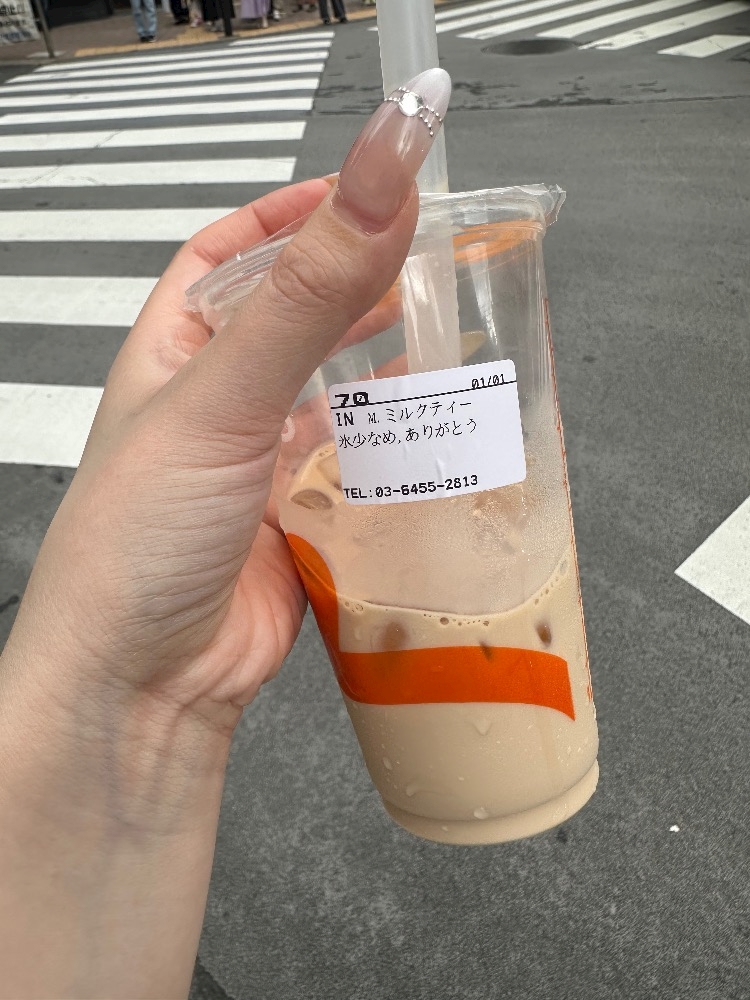 70 01/01
IN M.ミルクティー
氷少なめ,ありがとう
TEL:03-6455-2813